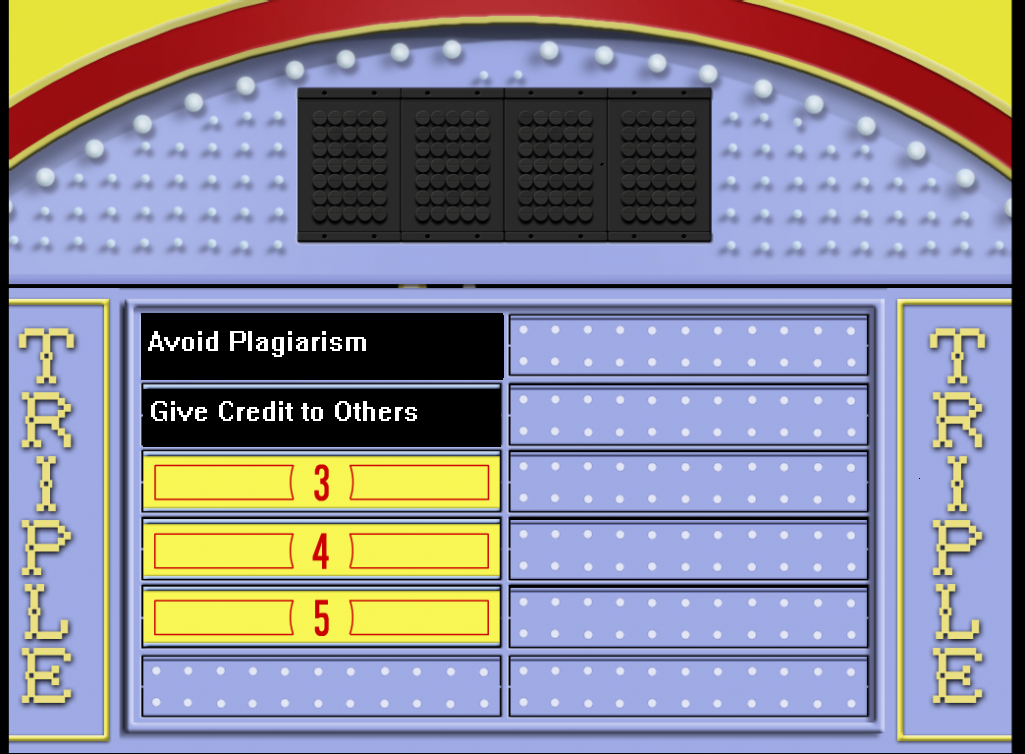 TRIPLE
Avoid Plagiarism
Give Credit to Others
3
4
5
TRIPLE